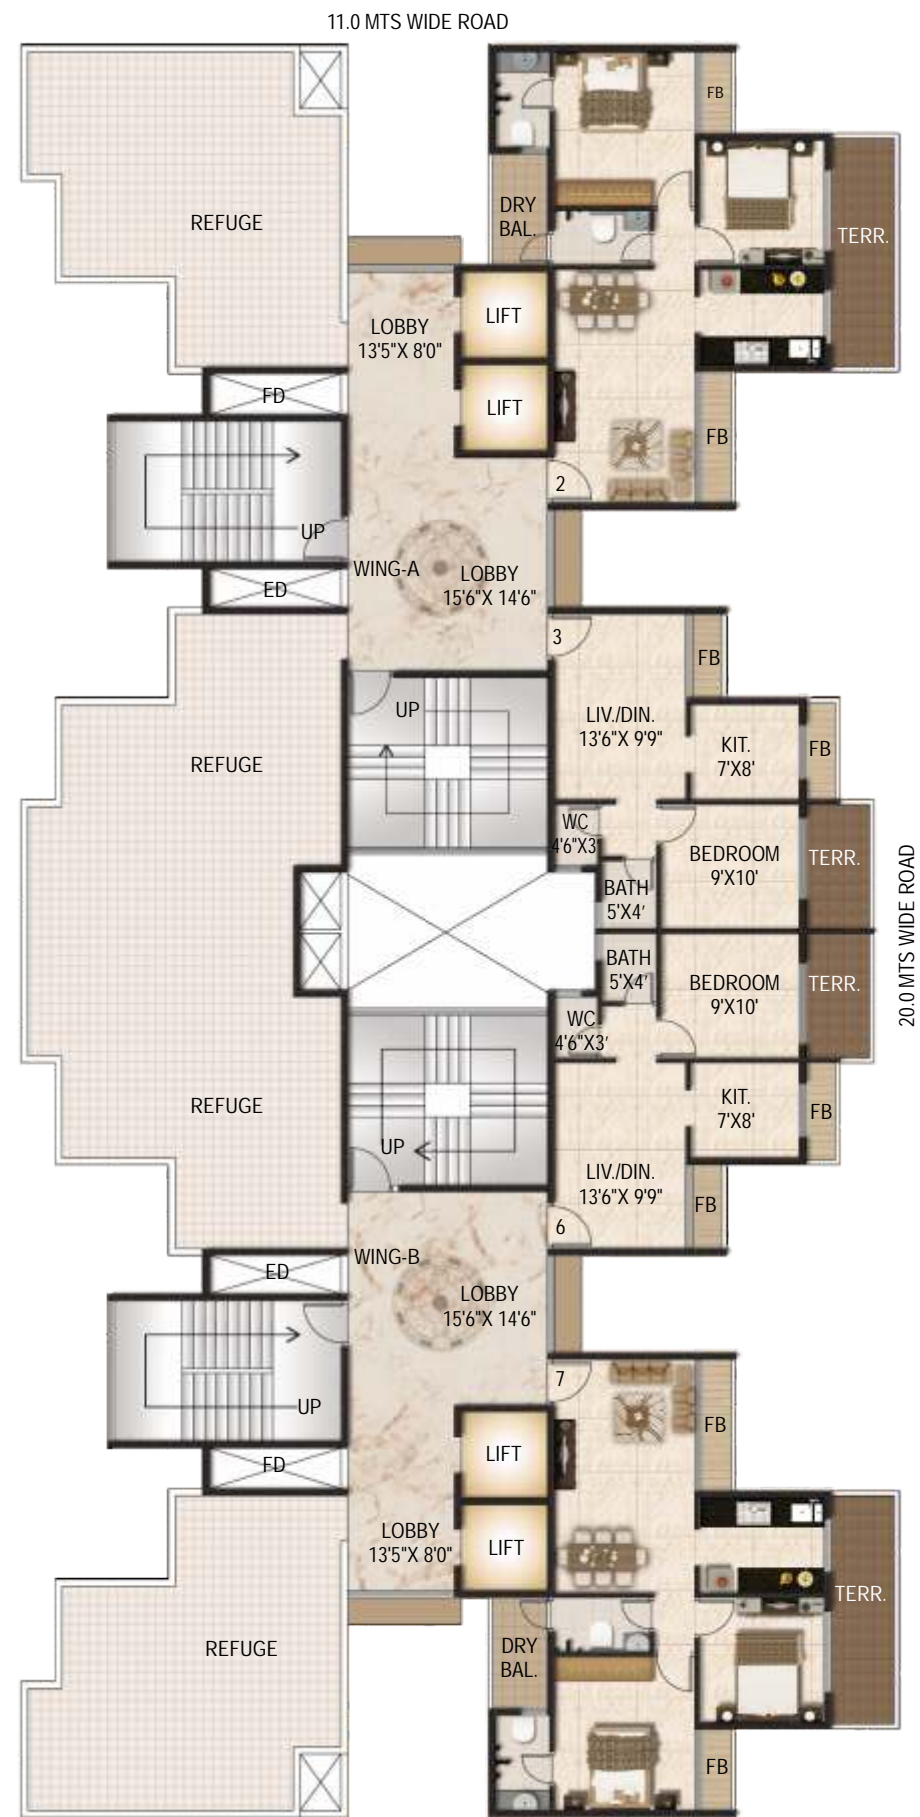 11.0 MTS WIDE ROAD
FB
DRY
BAL.
REFUGE
TERR.
LIFT
LOBBY
13'5"X 8'0"
FD
LIFT
FB
2
UP
WING-A
LOBBY
15'6"X 14'6"
ED
3
FB
UP
LIV./DIN.
13'6"X 9'9"
REFUGE
KIT.
7'X8'
FB
WC
4'6"X3'
BEDROOM
9'X10'
TERR.
BATH
5'X4'
20.0 MTS WIDE ROAD
BATH
5'X4'
BEDROOM
9'X10'
TERR.
WC
4'6"X3'
REFUGE
KIT.
7'X8'
FB
UP
LIV./DIN.
13'6"X 9'9"
FB
6
WING-B
ED
LOBBY
15'6"X 14'6"
7
UP
FB
LIFT
FD
LOBBY
13'5"X 8'0"
LIFT
TERR.
REFUGE
DRY
BAL.
FB